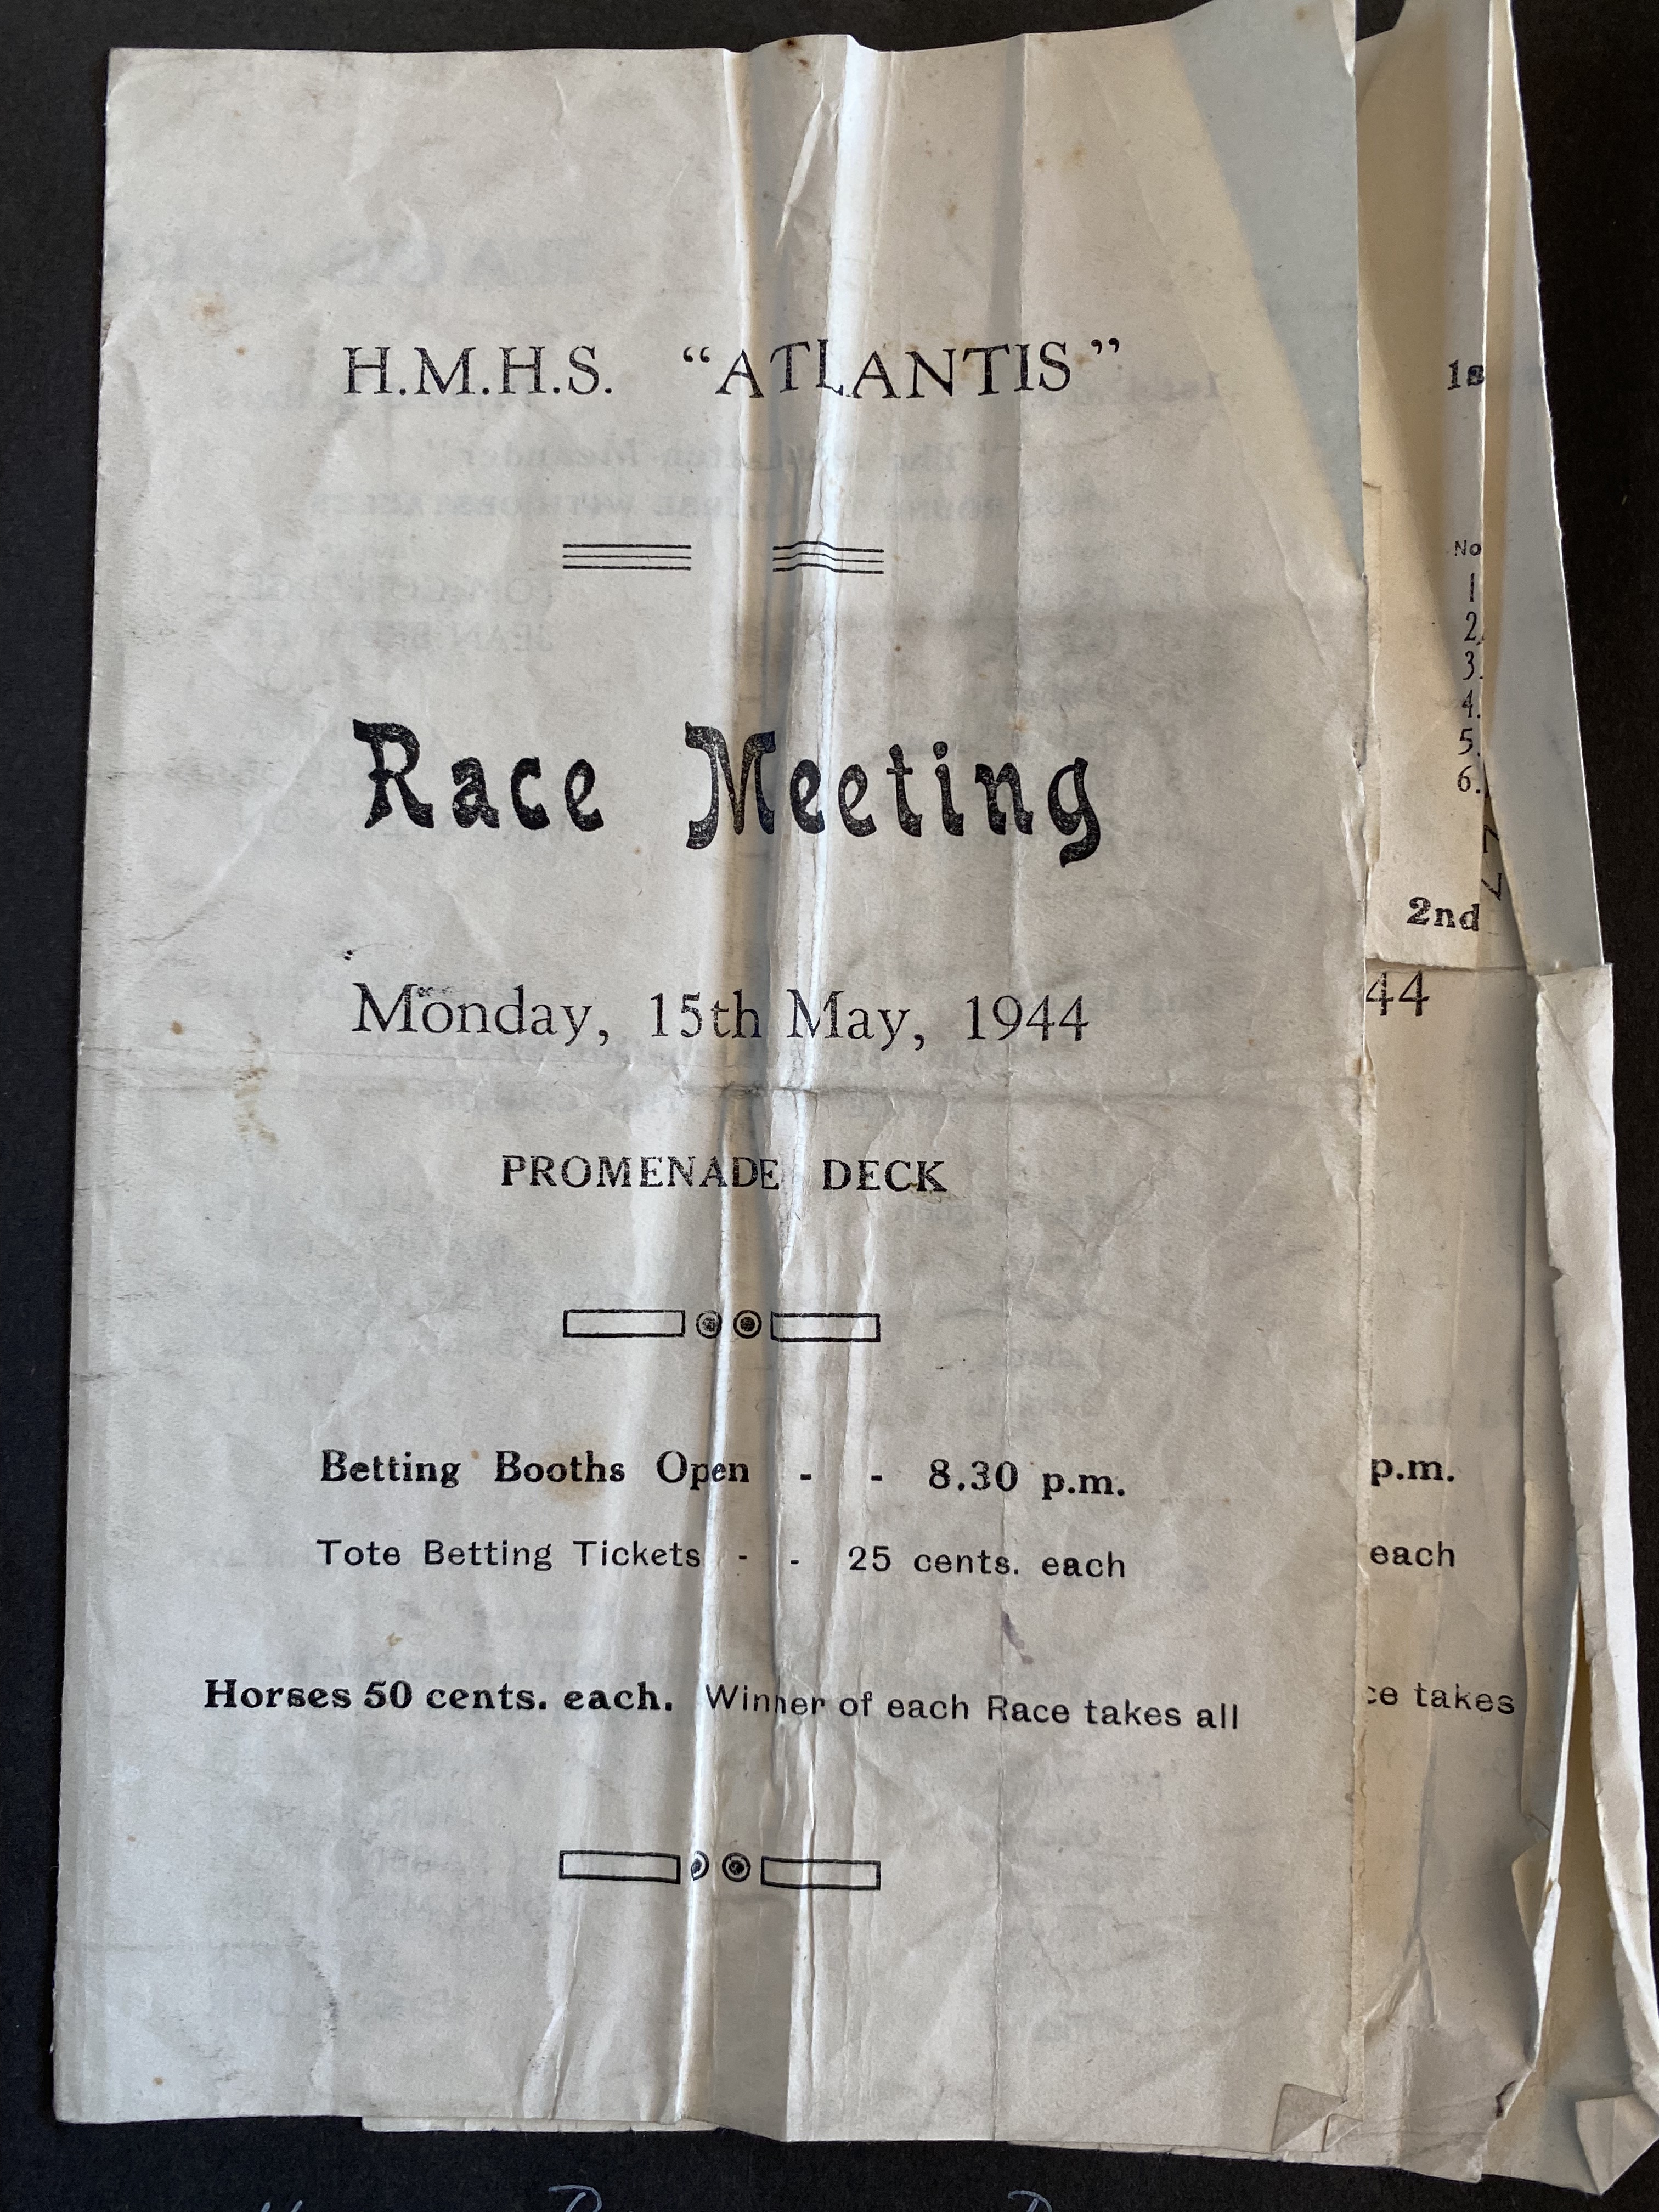 H.M.H.S. "ATLANTIS"
Race Meeting
Monday, 15th May, 1944
PROMENADE DECK
Betting Booths Open - - 8.30 p.m.
Tote Betting Tickets - - 25 cents. each
Horses 50 cents. each. Winner of each Race takes all
1s
No
1
2.
3.
4.
5.
6.
2nd
44
p.m.
each
ce takes